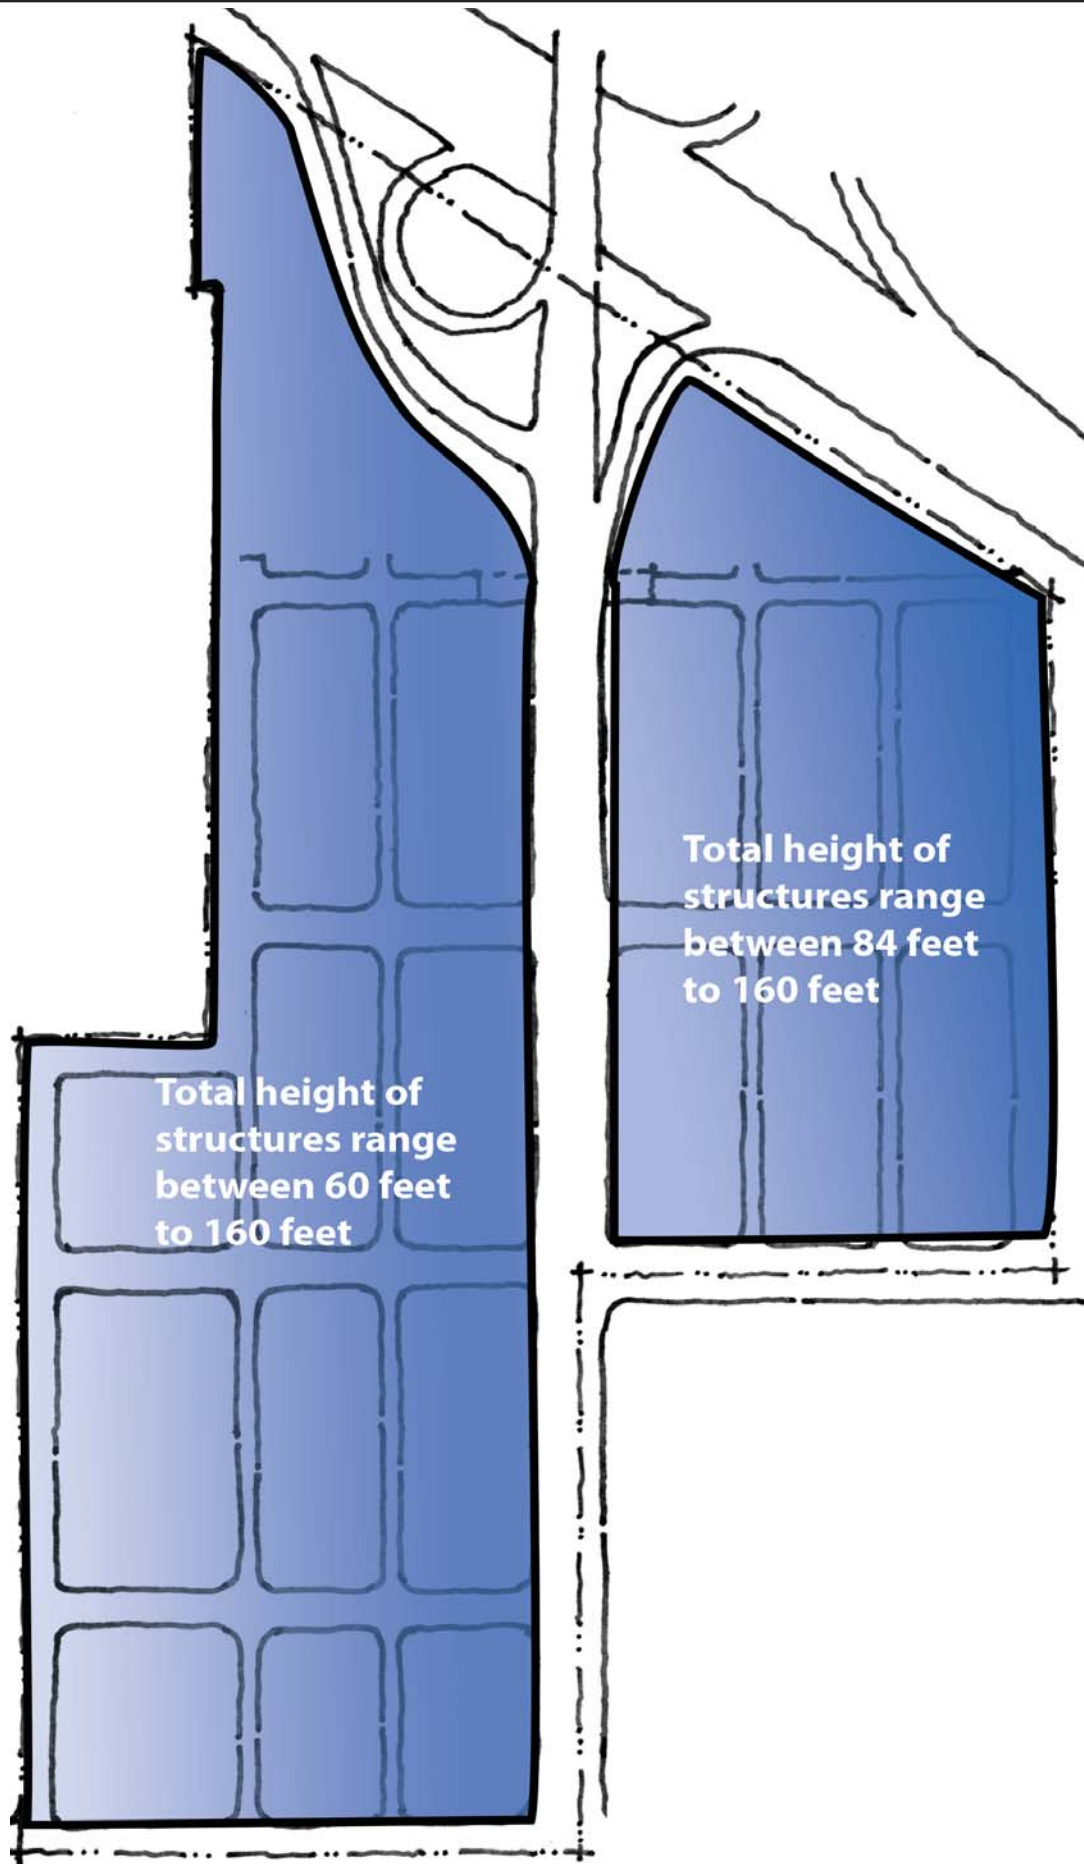 Total height of
structures range
between 84 feet
to 160 feet
Total height of
structures range
between 60 feet
to 160 feet